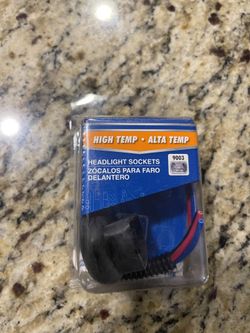 HIGH TEMP • ALTA TEMP
9003
HEADLIGHT SOCKETS
ZÓCALOS PARA FARO
DELANTERO